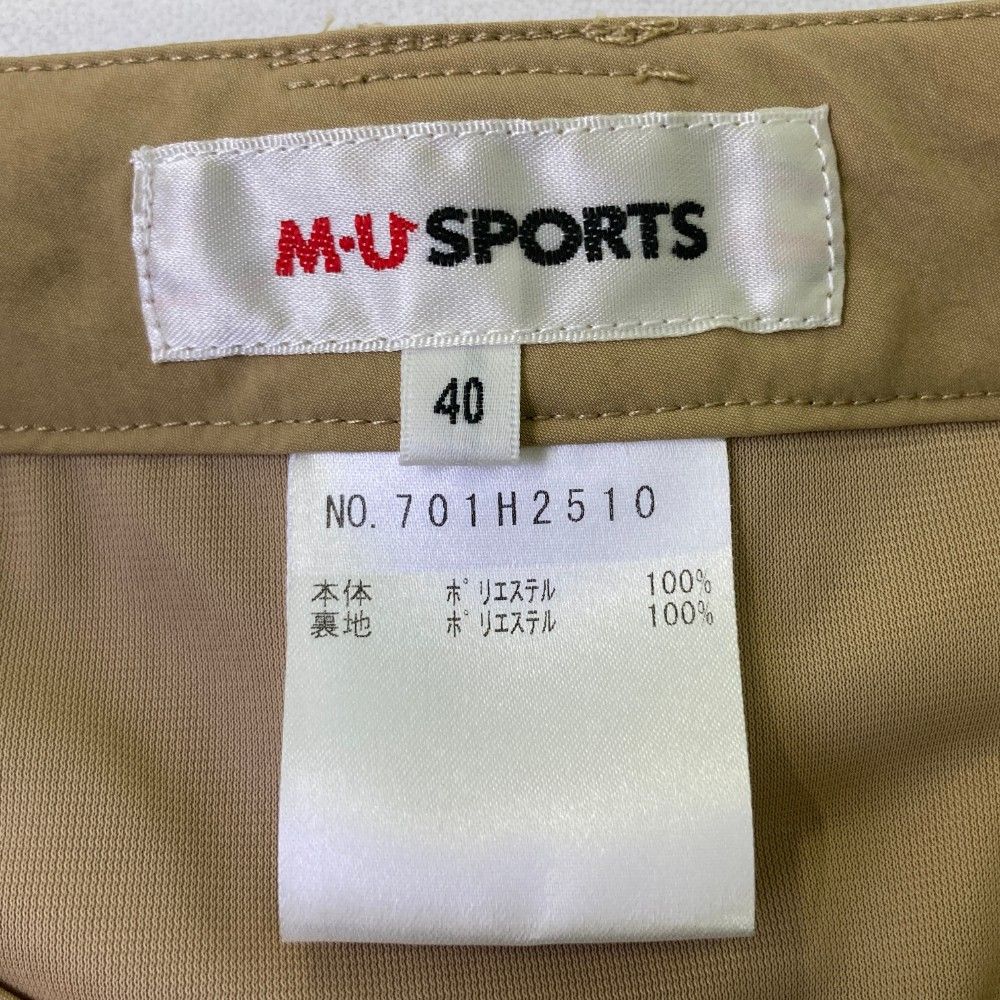 M・U SPORTS
40
NO. 701H2510
本体 ポリエステル 100%
裏地 ポリエステル 100%